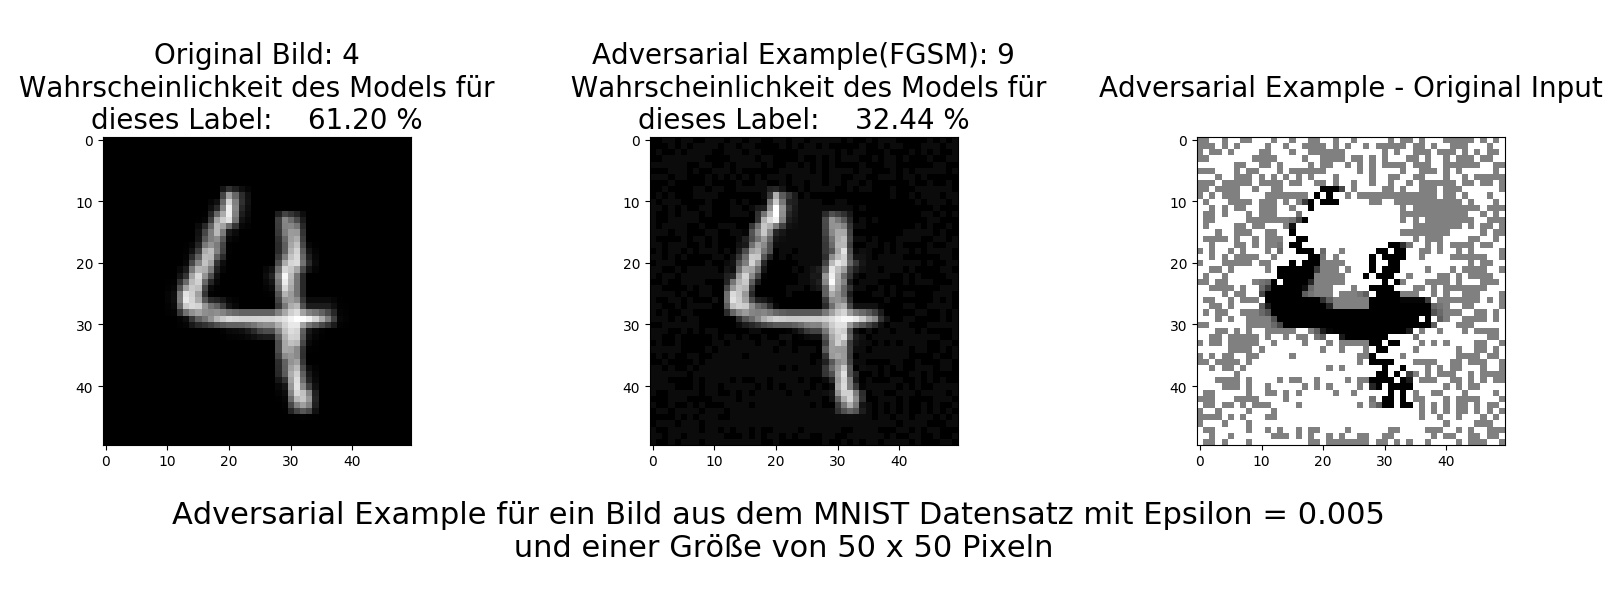 Original Bild: 4
Wahrscheinlichkeit des Models für
dieses Label: 61.20 %
0
10
20
30
40
0 10 20 30 40
Adversarial Example(FGSM): 9
Wahrscheinlichkeit des Models für
dieses Label: 32.44 %
0
10
20
30
40
0 10 20 30 40
Adversarial Example - Original Input
0
10
20
30
40
0 10 20 30 40
Adversarial Example für ein Bild aus dem MNIST Datensatz mit Epsilon = 0.005
und einer Größe von 50 x 50 Pixeln